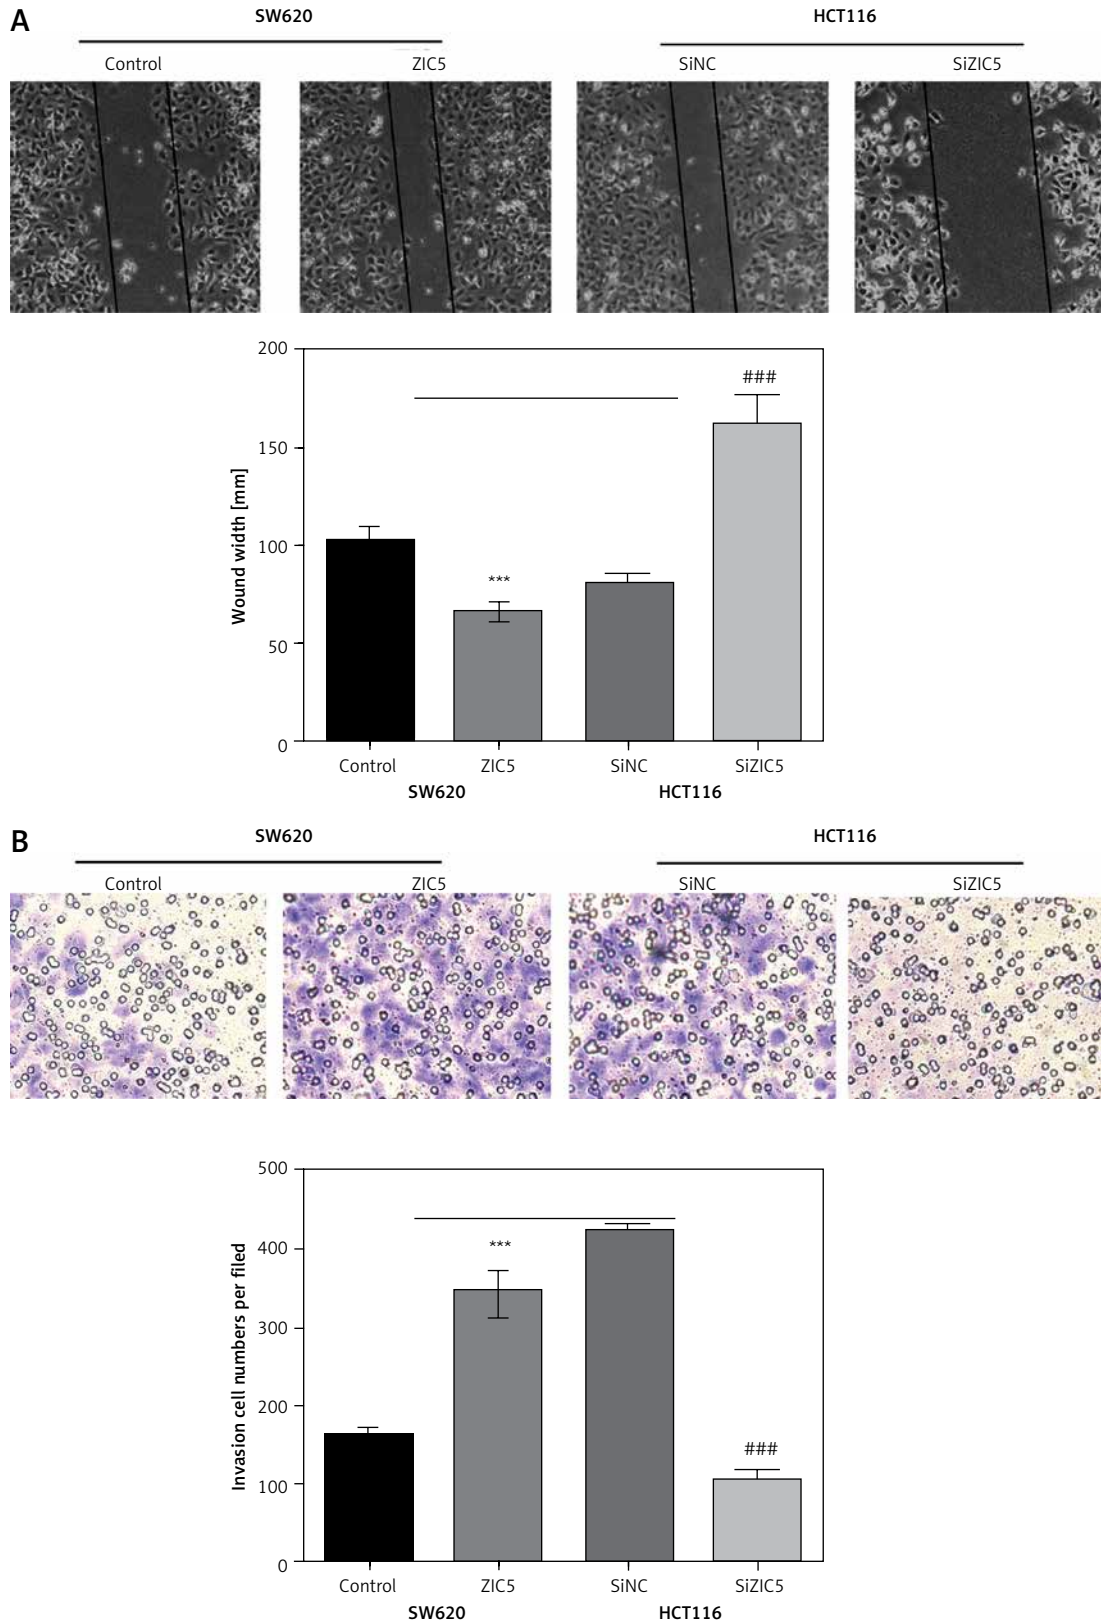 A
SW620 HCT116
Control ZIC5 SiNC SiZIC5
200
150
100
50
0
Wound width [mm]
***
###
Control ZIC5 SiNC SiZIC5
SW620 HCT116
B
SW620 HCT116
Control ZIC5 SiNC SiZIC5
500
400
300
200
100
0
Invasion cell numbers per filed
***
###
Control ZIC5 SiNC SiZIC5
SW620 HCT116